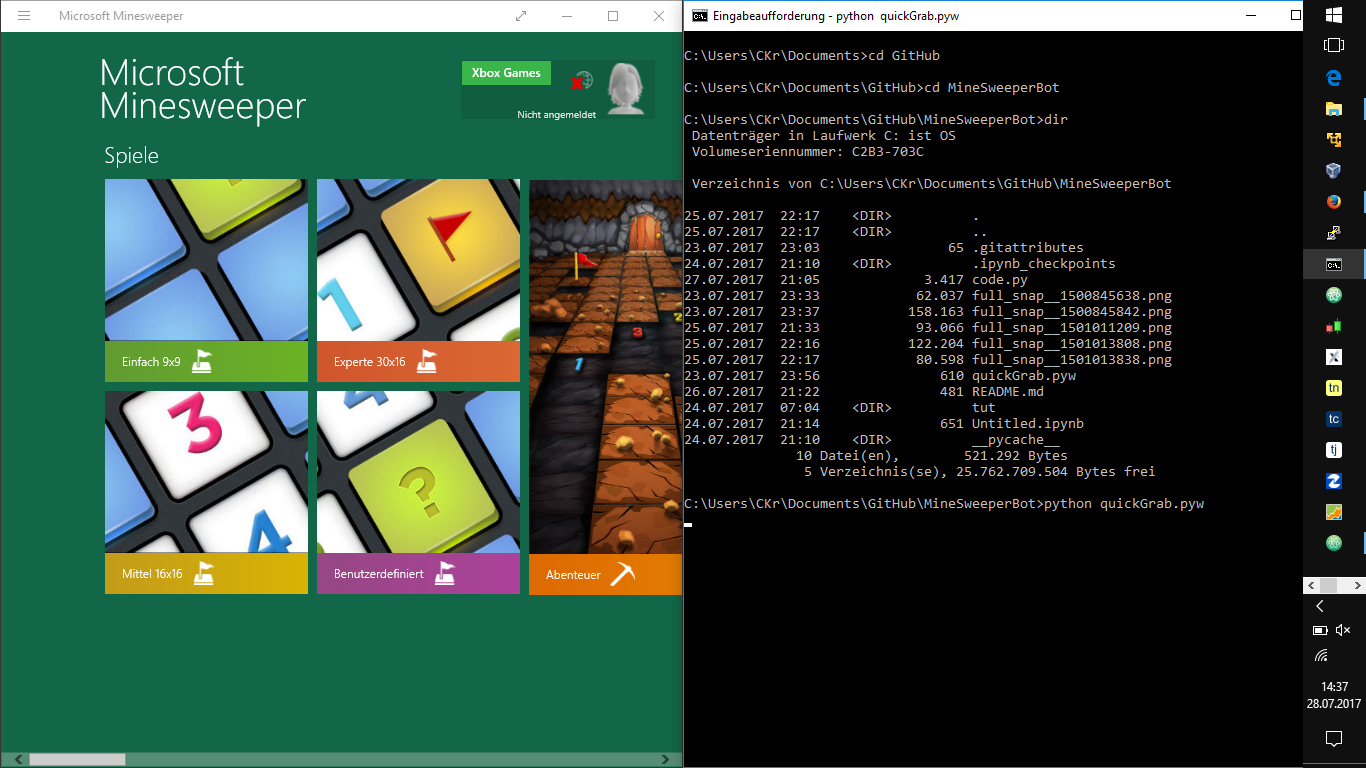 Microsoft Minesweeper
Microsoft
Minesweeper
Xbox Games
Nicht angemeldet
Spiele
1
Einfach 9x9
Experte 30x16
3
2
1
3
4
4
?
Mittel 16x16
Benutzerdefiniert
Abenteuer
Eingabeaufforderung - python  quickGrab.pyw
C:\Users\CKr\Documents>cd GitHub
C:\Users\CKr\Documents\GitHub>cd MineSweeperBot
C:\Users\CKr\Documents\GitHub\MineSweeperBot>dir
 Datenträger in Laufwerk C: ist OS
 Volumeseriennummer: C2B3-703C
 Verzeichnis von C:\Users\CKr\Documents\GitHub\MineSweeperBot
25.07.2017  22:17    <DIR>          .
25.07.2017  22:17    <DIR>          ..
23.07.2017  23:03                65 .gitattributes
24.07.2017  21:10    <DIR>          .ipynb_checkpoints
27.07.2017  21:05             3.417 code.py
23.07.2017  23:33            62.037 full_snap__1500845638.png
23.07.2017  23:37           158.163 full_snap__1500845842.png
25.07.2017  21:33            93.066 full_snap__1501011209.png
25.07.2017  22:16           122.204 full_snap__1501013808.png
25.07.2017  22:17            80.598 full_snap__1501013838.png
23.07.2017  23:56               610 quickGrab.pyw
26.07.2017  21:22               481 README.md
24.07.2017  07:04    <DIR>          tut
24.07.2017  21:14               651 Untitled.ipynb
24.07.2017  21:10    <DIR>          __pycache__
              10 Datei(en),        521.292 Bytes
               5 Verzeichnis(se), 25.762.709.504 Bytes frei
C:\Users\CKr\Documents\GitHub\MineSweeperBot>python quickGrab.pyw
C:\.
tn
tc
tj
14:37
28.07.2017